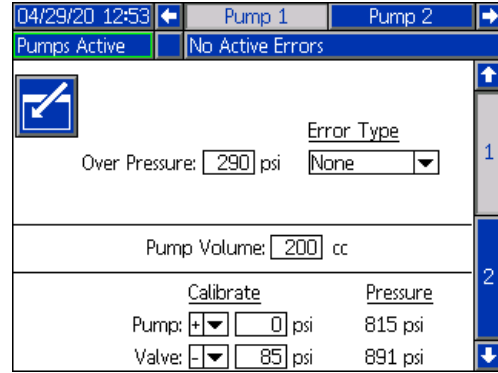 04/29/20 12:53 Pump 1 Pump 2
Pumps Active No Active Errors
Error Type
Over Pressure: 290 psi None
1
Pump Volume: 200 cc
2
Calibrate Pressure
Pump: + 0 psi 815 psi
Valve: - 85 psi 891 psi